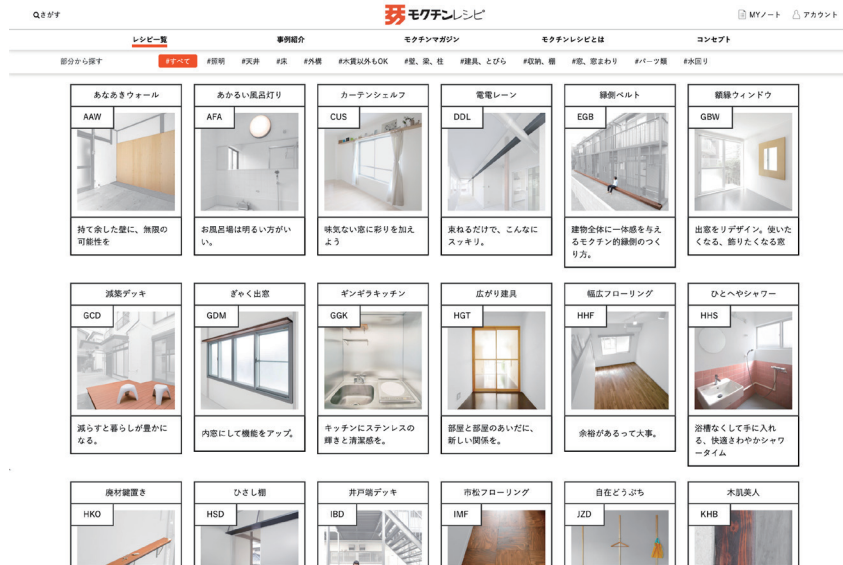 さがす
モクチンレシピ
MYノート
アカウント
レシピ一覧
事例紹介
モクチンマガジン
モクチンレシピとは
コンセプト
部分から探す
#すべて
#照明
#天井
#床
#外構
#木賃以外もOK
#壁、梁、柱
#建具、とびら
#収納、棚
#窓、窓まわり
#パーツ類
#水回り
あなあきウォール
AAW
持て余した壁に、無限の
可能性を
あかるい風呂灯り
AFA
お風呂場は明るい方がい
い。
カーテンシェルフ
CUS
味気ない窓に彩りを加え
よう
電電レーン
DDL
束ねるだけで、こんなに
スッキリ。
縁側ベルト
EGB
建物全体に一体感を与え
るモクチン的縁側のつく
り方。
額縁ウィンドウ
GBW
出窓をリデザイン。使いた
くなる、飾りたくなる窓
減築デッキ
GCD
減らすと暮らしが豊かに
なる。
ぎゃく出窓
GDM
内窓にして機能をアップ。
ギンギラキッチン
GGK
キッチンにステンレスの
輝きと清潔感を。
広がり建具
HGT
部屋と部屋のあいだに、
新しい関係を。
幅広フローリング
HHF
余裕があるって大事。
ひとへやシャワー
HHS
浴槽なくして手に入れ
る、快適さわやかシャワ
ータイム
廃材鍵置き
HKO
ひさし棚
HSD
井戸端デッキ
IBD
市松フローリング
IMF
自在どうぶち
JZD
木肌美人
KHB